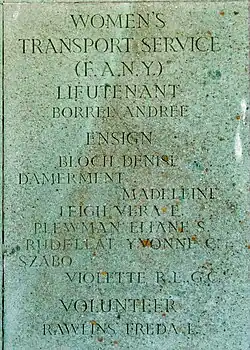 WOMEN'S
TRANSPORT SERVICE
(F.A.N.Y.)
LIEUTENANT
BORREL ANDRÉE
ENSIGN
BLOCH DENISE
DAMERMENT
MADELEINE
LEIGH VERA E.
PLEWMAN ELIANE S.
RUDELLAT YVONNE C.
SZABO
VIOLETTE R.L., G.C.
VOLUNTEER
RAWLINS FREDA L.